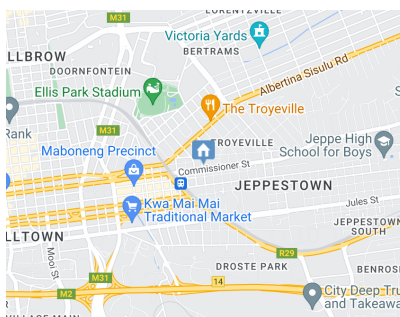 LORENTZVILLE
M31
Victoria Yards
BERTRAMS
LLBROW
DOORNFONTEIN
Albertina Sisulu Rd
Ellis Park Stadium
The Troyeville
Rank
M31
TROYEVILLE
Jeppe High
School for Boys
Maboneng Precinct
Commissioner St
JEPPESTOWN
Kwa Mai Mai
Traditional Market
Jules St
LLTOWN
JEPPESTOWN
SOUTH
Mooi St
R29
DROSTE PARK
BENROS
M31
14
M2
City Deep Tru
and Takeawa